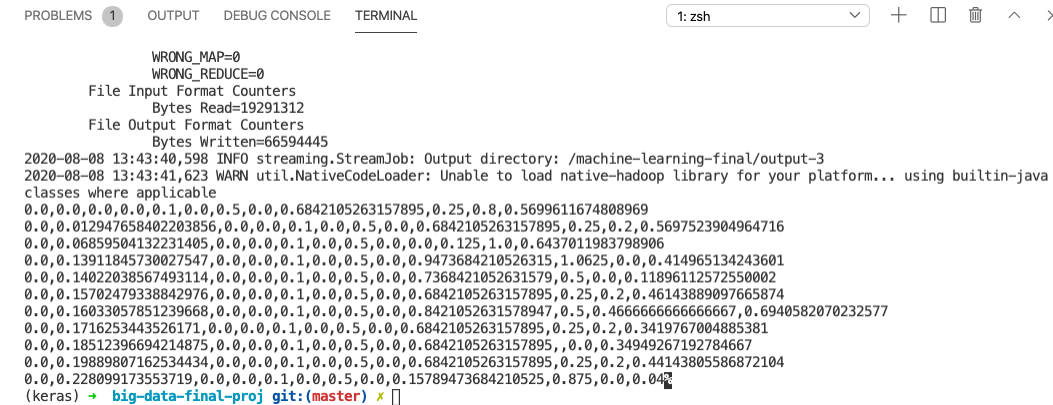 PROBLEMS 1 OUTPUT DEBUG CONSOLE TERMINAL 1: zsh
WRONG_MAP=0
WRONG_REDUCE=0
File Input Format Counters
Bytes Read=19291312
File Output Format Counters
Bytes Written=66594445
2020-08-08 13:43:40,598 INFO streaming.StreamJob: Output directory: /machine-learning-final/output-3
2020-08-08 13:43:41,623 WARN util.NativeCodeLoader: Unable to load native-hadoop library for your platform... using builtin-java
classes where applicable
0.0,0.0,0.0,0.0,0.1,0.0,0.5,0.0,0.6842105263157895,0.25,0.8,0.5699611674808969
0.0,0.012947658402203856,0.0,0.0,0.1,0.0,0.5,0.0,0.6842105263157895,0.25,0.2,0.5697523904964716
0.0,0.06859504132231405,0.0,0.0,0.1,0.0,0.5,0.0,0.0,0.125,1.0,0.6437011983798906
0.0,0.13911845730027547,0.0,0.0,0.1,0.0,0.5,0.0,0.9473684210526315,1.0625,0.0,0.414965134243601
0.0,0.14022038567493114,0.0,0.0,0.1,0.0,0.5,0.0,0.7368421052631579,0.5,0.0,0.11896112572550002
0.0,0.15702479338842976,0.0,0.0,0.1,0.0,0.5,0.0,0.6842105263157895,0.25,0.2,0.46143889097665874
0.0,0.16033057851239668,0.0,0.0,0.1,0.0,0.5,0.0,0.8421052631578947,0.5,0.4666666666666667,0.6940582070232577
0.0,0.1716253443526171,0.0,0.0,0.1,0.0,0.5,0.0,0.6842105263157895,0.25,0.2,0.3419767004885381
0.0,0.18512396694214875,0.0,0.0,0.1,0.0,0.5,0.0,0.6842105263157895,,0.0,0.34949267192784667
0.0,0.19889807162534434,0.0,0.0,0.1,0.0,0.5,0.0,0.6842105263157895,0.25,0.2,0.44143805586872104
0.0,0.228099173553719,0.0,0.0,0.1,0.0,0.5,0.0,0.15789473684210525,0.875,0.0,0.04%
(keras) ➜ big-data-final-proj git:(master) ✗